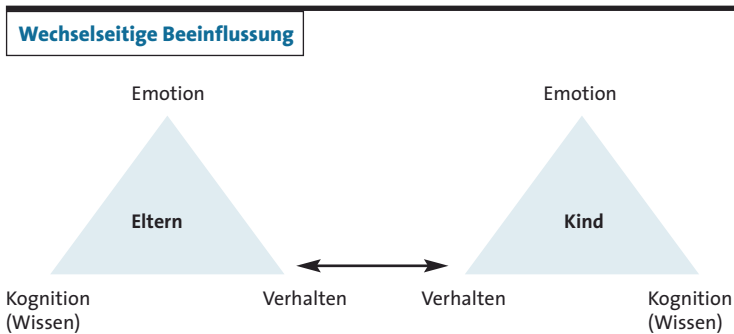 Wechselseitige Beeinflussung
Emotion
Emotion
Eltern
Kind
Kognition
(Wissen)
Verhalten
Verhalten
Kognition
(Wissen)